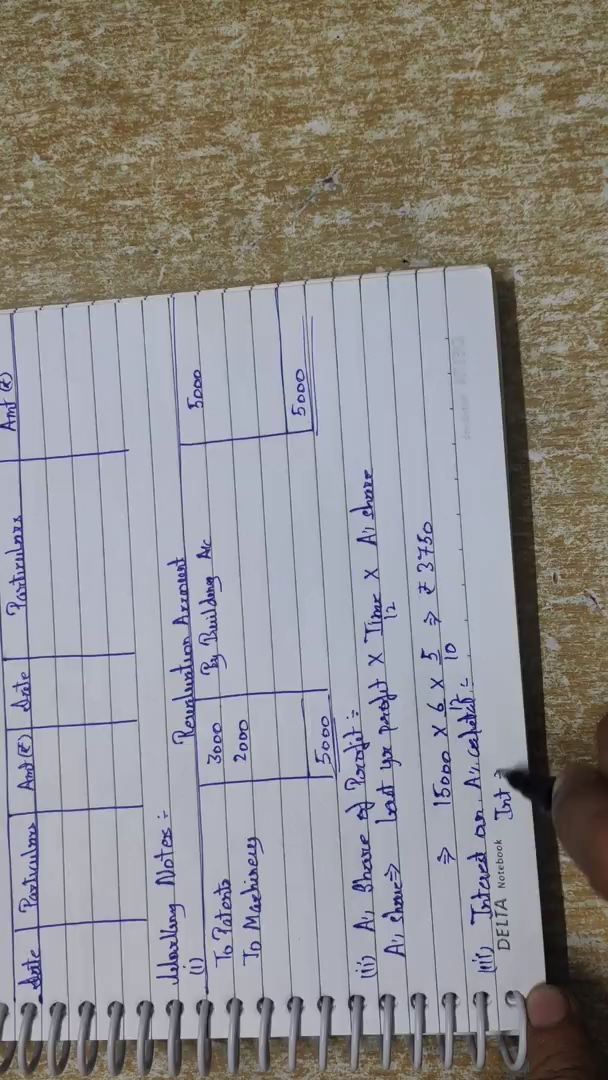 Date Particulars Amt (₹) Date Particulars Amt (₹)
Working Notes :-
(i) Revaluation Account
To Patents 3000 By Building A/c 5000
To Machinery 2000
5000 5000
(ii) A's Share of Profit :-
A's share ⇒ Last yr profit × Time/12 × A's share
⇒ 15000 × 6/12 × 5/10 ⇒ ₹ 3750
(iii) Interest on A's capital :-
Int ⇒
DELTA Notebook